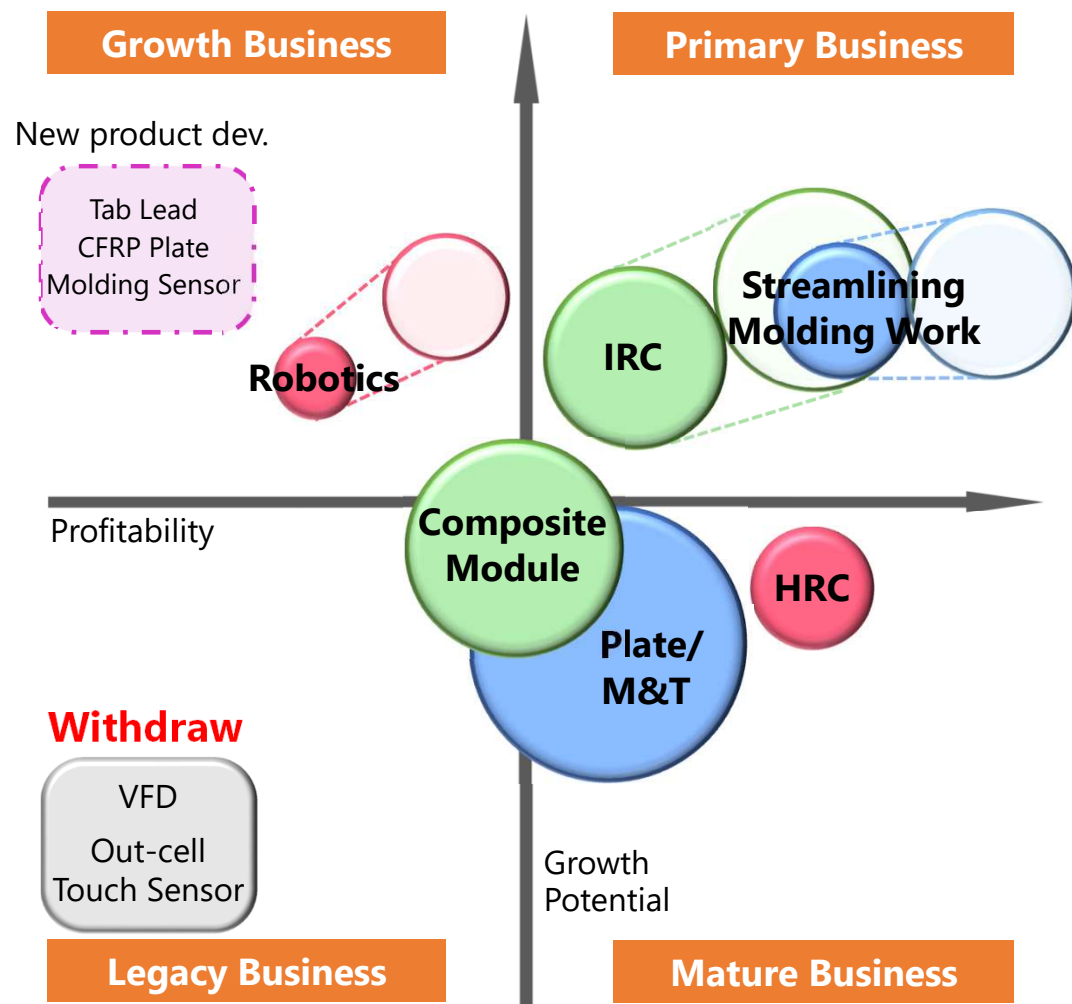 Growth Business
Primary Business
New product dev.
Tab Lead
CFRP Plate
Molding Sensor
Robotics
IRC
Streamlining
Molding Work
Profitability
Composite
Module
HRC
Plate/
M&T
Withdraw
VFD
Out-cell
Touch Sensor
Growth
Potential
Legacy Business
Mature Business